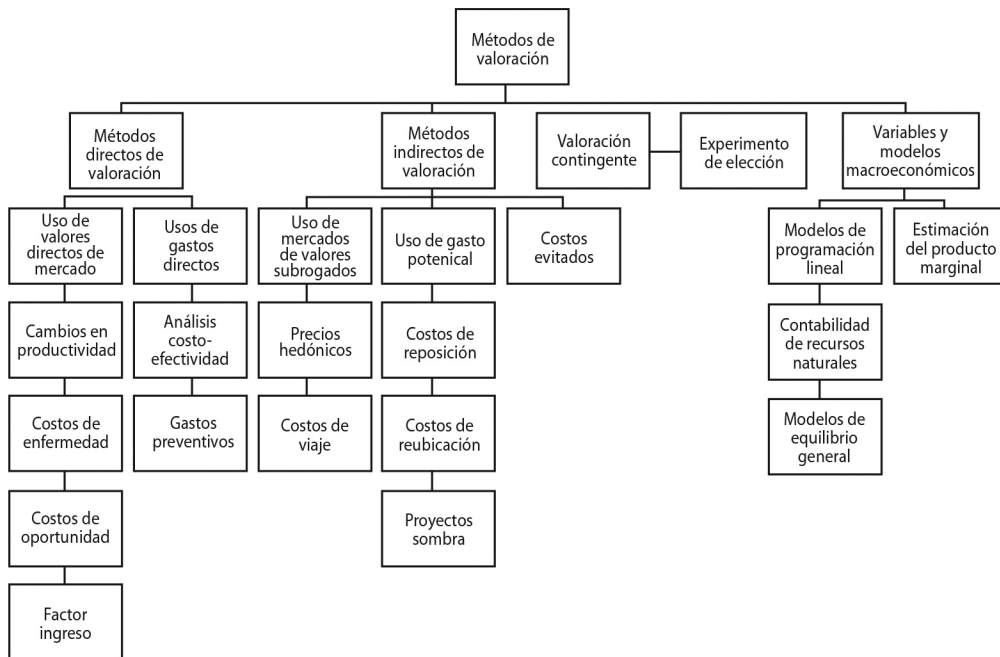 Métodos de
valoración
Métodos
directos de
valoración
Métodos
indirectos de
valoración
Valoración
contingente
Experimento
de elección
Variables y
modelos
macroeconómicos
Uso de
valores
directos de
mercado
Usos de
gastos
directos
Uso de
mercados
de valores
subrogados
Uso de gasto
potenical
Costos
evitados
Modelos de
programación
lineal
Estimación
del producto
marginal
Cambios en
productividad
Análisis
costo-
efectividad
Precios
hedónicos
Costos de
reposición
Contabilidad
de recursos
naturales
Costos de
enfermedad
Gastos
preventivos
Costos de
viaje
Costos de
reubicación
Modelos de
equilibrio
general
Costos de
oportunidad
Proyectos
sombra
Factor
ingreso